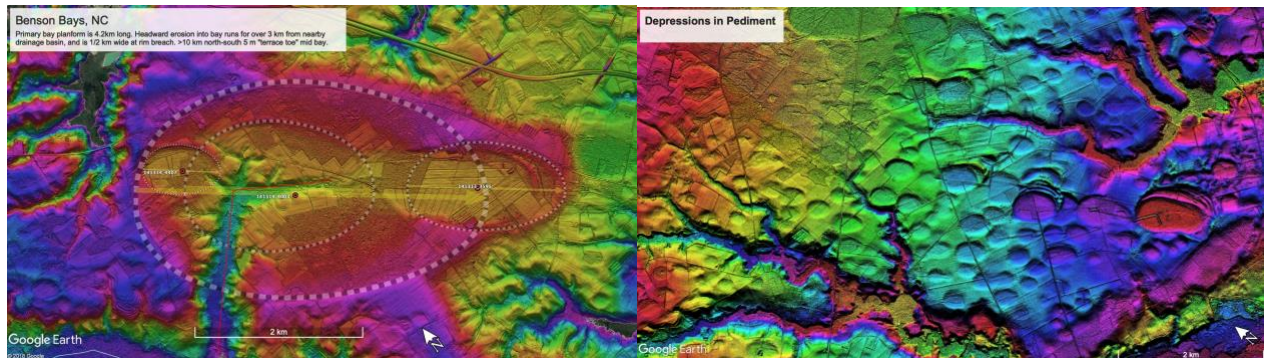 Benson Bays, NC
Primary bay planform is 4.2km long. Headward erosion into bay runs for over 3 km from nearby
drainage basin, and is 1/2 km wide at rim breach. >10 km north-south 5 m "terrace toe" mid bay.
2 km
N
Google Earth
© 2018 Google
Depressions in Pediment
N
Google Earth
2 km